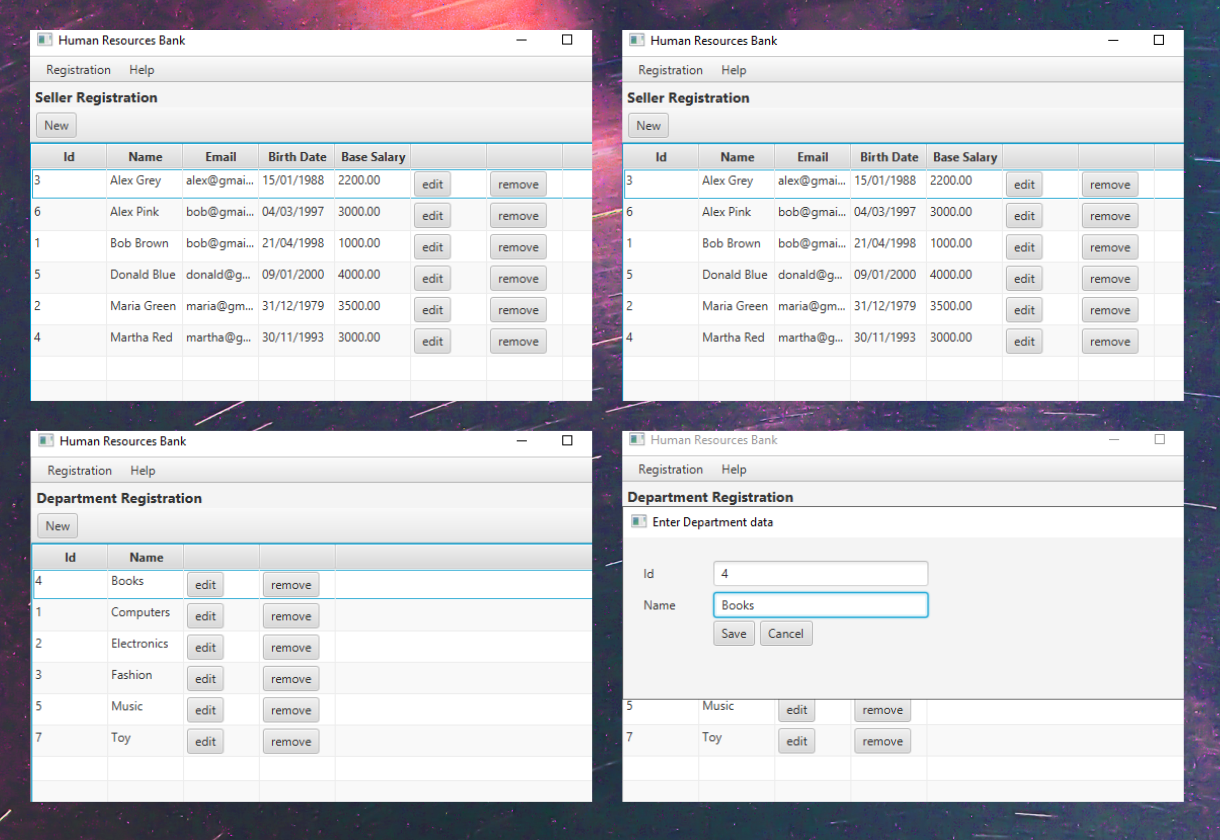 Human Resources Bank
Registration Help
Seller Registration
New
Id Name Email Birth Date Base Salary
3 Alex Grey alex@gmai... 15/01/1988 2200.00 edit remove
6 Alex Pink bob@gmai... 04/03/1997 3000.00 edit remove
1 Bob Brown bob@gmai... 21/04/1998 1000.00 edit remove
5 Donald Blue donald@g... 09/01/2000 4000.00 edit remove
2 Maria Green maria@gm... 31/12/1979 3500.00 edit remove
4 Martha Red martha@g... 30/11/1993 3000.00 edit remove
Human Resources Bank
Registration Help
Seller Registration
New
Id Name Email Birth Date Base Salary
3 Alex Grey alex@gmai... 15/01/1988 2200.00 edit remove
6 Alex Pink bob@gmai... 04/03/1997 3000.00 edit remove
1 Bob Brown bob@gmai... 21/04/1998 1000.00 edit remove
5 Donald Blue donald@g... 09/01/2000 4000.00 edit remove
2 Maria Green maria@gm... 31/12/1979 3500.00 edit remove
4 Martha Red martha@g... 30/11/1993 3000.00 edit remove
Human Resources Bank
Registration Help
Department Registration
New
Id Name
4 Books edit remove
1 Computers edit remove
2 Electronics edit remove
3 Fashion edit remove
5 Music edit remove
7 Toy edit remove
Human Resources Bank
Registration Help
Department Registration
Enter Department data
Id 4
Name Books
Save Cancel
5 Music edit remove
7 Toy edit remove